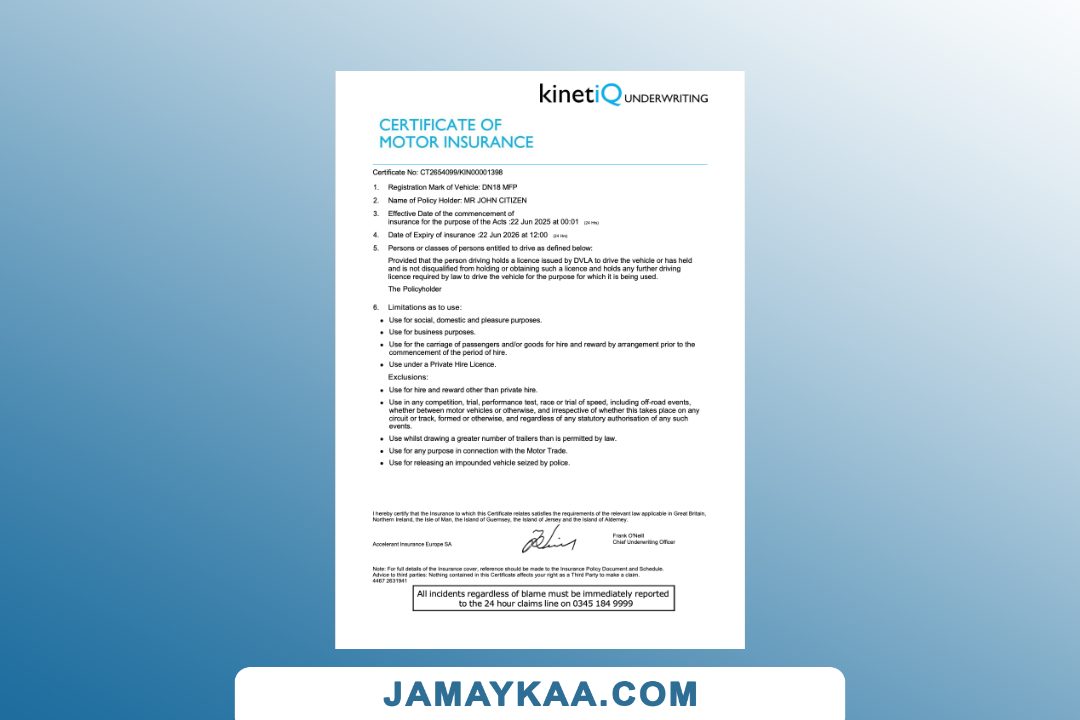 kinetiQ UNDERWRITING
CERTIFICATE OF
MOTOR INSURANCE
Certificate No: CT2654099/KIN00001398
1. Registration Mark of Vehicle: DN18 MFP
2. Name of Policy Holder: MR JOHN CITIZEN
3. Effective Date of the commencement of
insurance for the purpose of the Acts :22 Jun 2025 at 00:01 (24 Hrs)
4. Date of Expiry of insurance :22 Jun 2026 at 12:00 (24 Hrs)
5. Persons or classes of persons entitled to drive as defined below:
Provided that the person driving holds a licence issued by DVLA to drive the vehicle or has held
and is not disqualified from holding or obtaining such a licence and holds any further driving
licence required by law to drive the vehicle for the purpose for which it is being used.
The Policyholder
6. Limitations as to use:
• Use for social, domestic and pleasure purposes.
• Use for business purposes.
• Use for the carriage of passengers and/or goods for hire and reward by arrangement prior to the
commencement of the period of hire.
• Use under a Private Hire Licence.
Exclusions:
• Use for hire and reward other than private hire.
• Use in any competition, trial, performance test, race or trial of speed, including off-road events,
whether between motor vehicles or otherwise, and irrespective of whether this takes place on any
circuit or track, formed or otherwise, and regardless of any statutory authorisation of any such
events.
• Use whilst drawing a greater number of trailers than is permitted by law.
• Use for any purpose in connection with the Motor Trade.
• Use for releasing an impounded vehicle seized by police.
I hereby certify that the Insurance to which this Certificate relates satisfies the requirements of the relevant law applicable in Great Britain,
Northern Ireland, the Isle of Man, the Island of Guernsey, the Island of Jersey and the Island of Alderney.
Accelerant Insurance Europe SA
Frank O'Neill
Chief Underwriting Officer
Note: For full details of the Insurance cover, reference should be made to the Insurance Policy Document and Schedule.
Advice to third parties: Nothing contained in this Certificate affects your right as a Third Party to make a claim.
4467 2631941
All incidents regardless of blame must be immediately reported
to the 24 hour claims line on 0345 184 9999
JAMAYKAA.COM